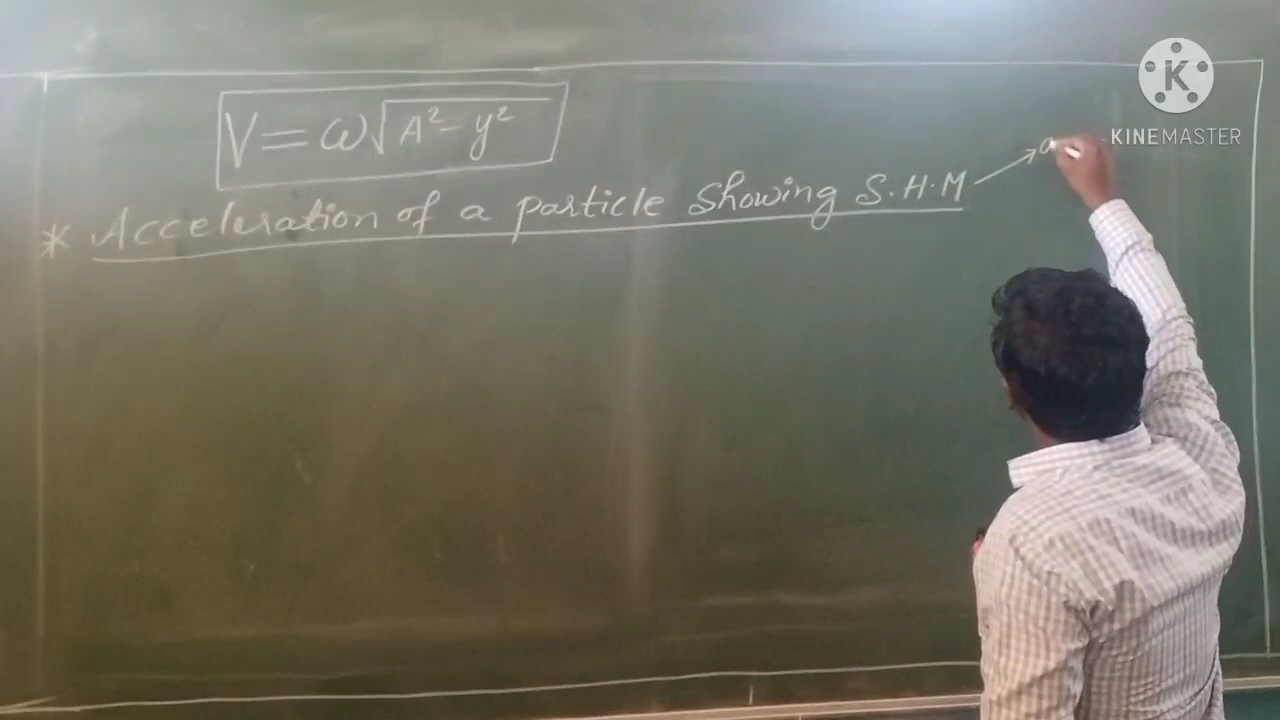 V = ω√A² - y²
* Acceleration of a particle showing S.H.M → a
K
KINEMASTER